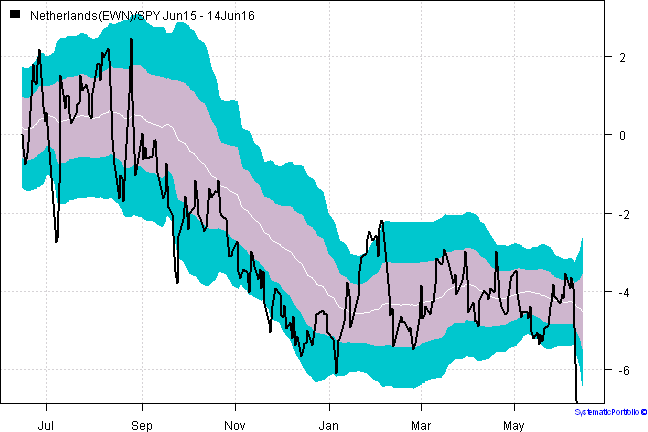 Netherlands(EWN)/SPY Jun15 - 14Jun16
2
0
-2
-4
-6
Jul Sep Nov Jan Mar May
SystematicPortfolio ©